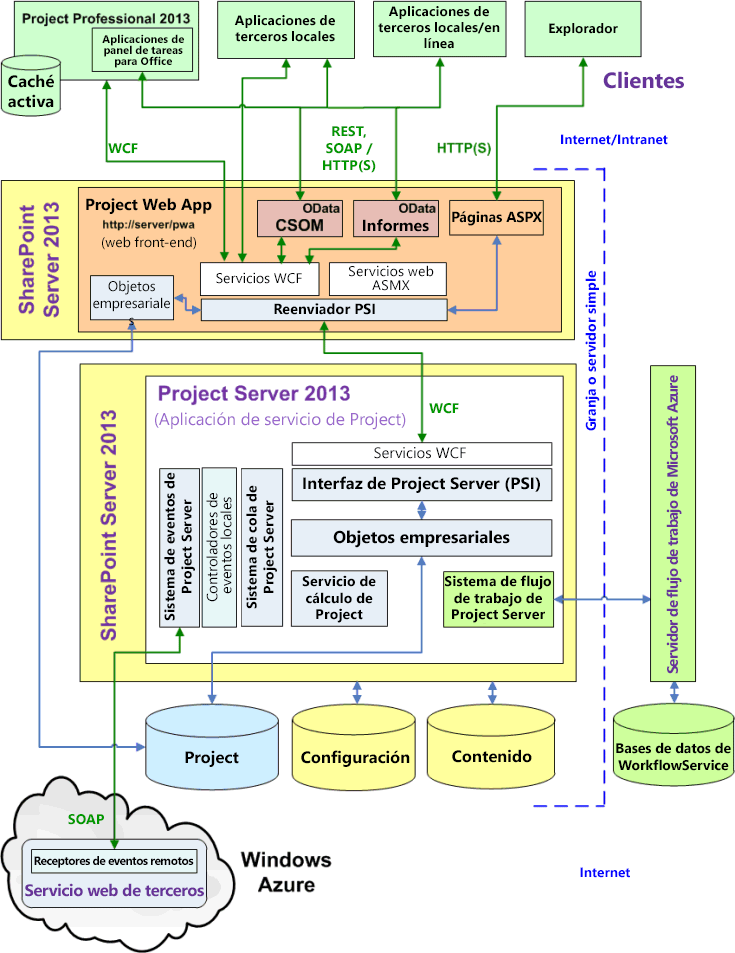 Project Professional 2013
Aplicaciones de
panel de tareas
para Office
Caché
activa
Aplicaciones de
terceros locales
Aplicaciones de
terceros locales/en
línea
Explorador
Clientes
WCF
REST,
SOAP /
HTTP(S)
HTTP(S)
Internet/Intranet
SharePoint
Server 2013
Project Web App
http://server/pwa
(web front-end)
OData
CSOM
OData
Informes
Páginas ASPX
Servicios WCF
Servicios web
ASMX
Objetos
empresariale
s
Reenviador PSI
Granja o servidor simple
SharePoint Server 2013
Project Server 2013
(Aplicación de servicio de Project)
WCF
Servicios WCF
Interfaz de Project Server (PSI)
Objetos empresariales
Sistema de eventos de
Project Server
Controladores de
eventos locales
Sistema de cola de
Project Server
Servicio de
cálculo de
Project
Sistema de flujo
de trabajo de
Project Server
Servidor de flujo de trabajo de Microsoft Azure
Project
Configuración
Contenido
Bases de datos de
WorkflowService
SOAP
Receptores de eventos remotos
Servicio web de terceros
Windows
Azure
Internet